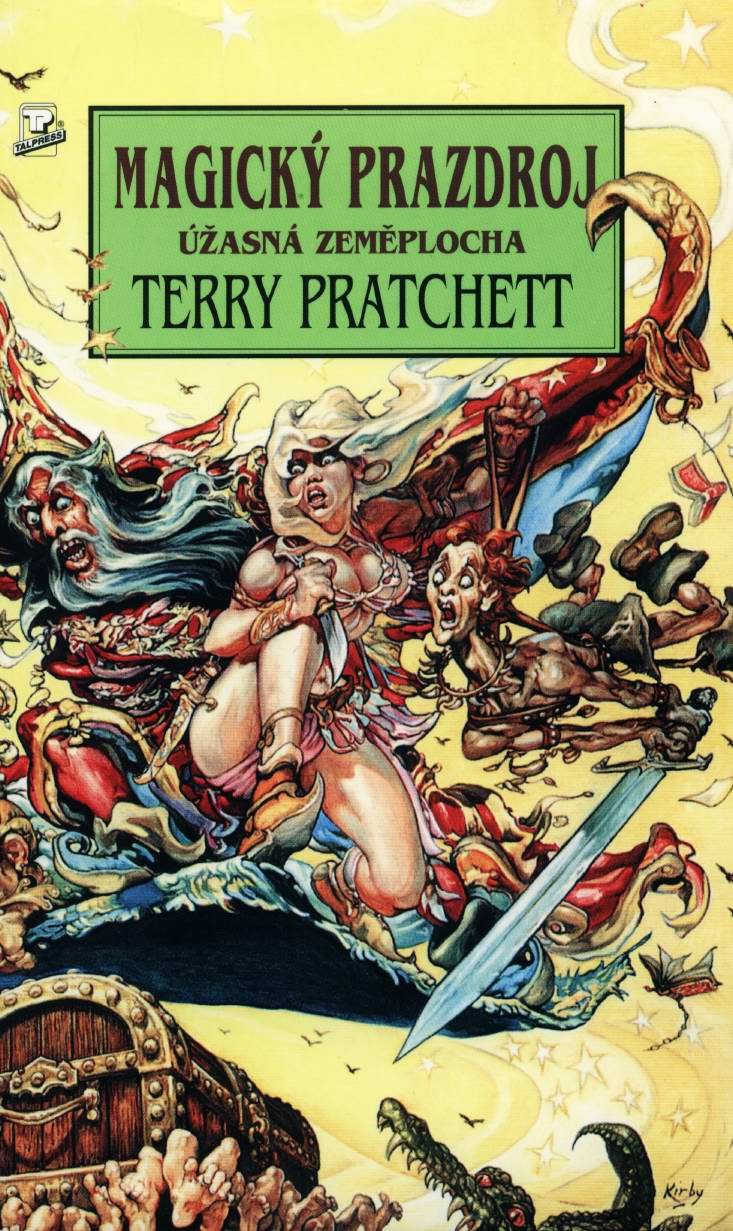 TP®
TALPRESS
MAGICKÝ PRAZDROJ
ÚŽASNÁ ZEMĚPLOCHA
TERRY PRATCHETT
Kirby